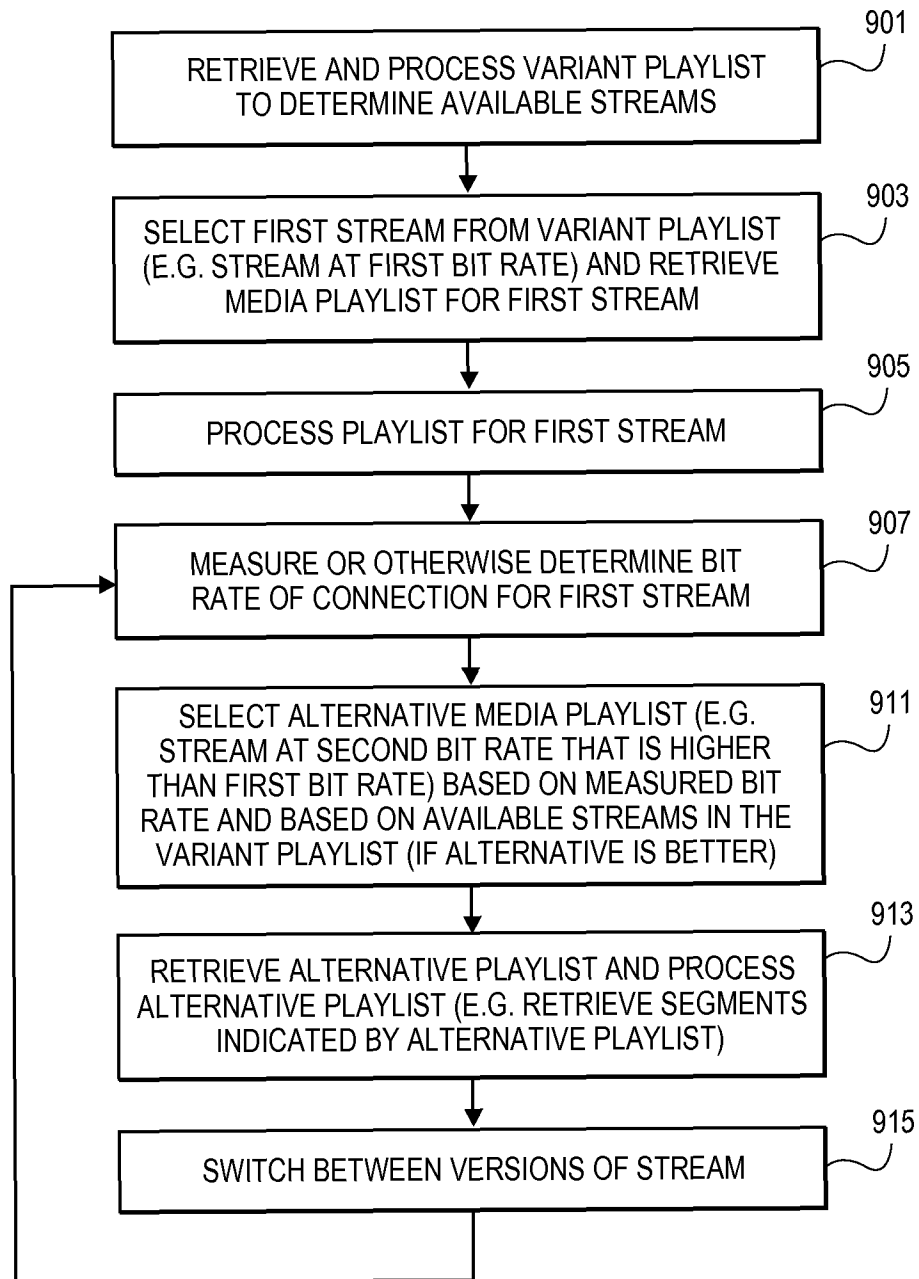 901
RETRIEVE AND PROCESS VARIANT PLAYLIST
TO DETERMINE AVAILABLE STREAMS
903
SELECT FIRST STREAM FROM VARIANT PLAYLIST
(E.G. STREAM AT FIRST BIT RATE) AND RETRIEVE
MEDIA PLAYLIST FOR FIRST STREAM
905
PROCESS PLAYLIST FOR FIRST STREAM
907
MEASURE OR OTHERWISE DETERMINE BIT
RATE OF CONNECTION FOR FIRST STREAM
911
SELECT ALTERNATIVE MEDIA PLAYLIST (E.G.
STREAM AT SECOND BIT RATE THAT IS HIGHER
THAN FIRST BIT RATE) BASED ON MEASURED BIT
RATE AND BASED ON AVAILABLE STREAMS IN THE
VARIANT PLAYLIST (IF ALTERNATIVE IS BETTER)
913
RETRIEVE ALTERNATIVE PLAYLIST AND PROCESS
ALTERNATIVE PLAYLIST (E.G. RETRIEVE SEGMENTS
INDICATED BY ALTERNATIVE PLAYLIST)
915
SWITCH BETWEEN VERSIONS OF STREAM